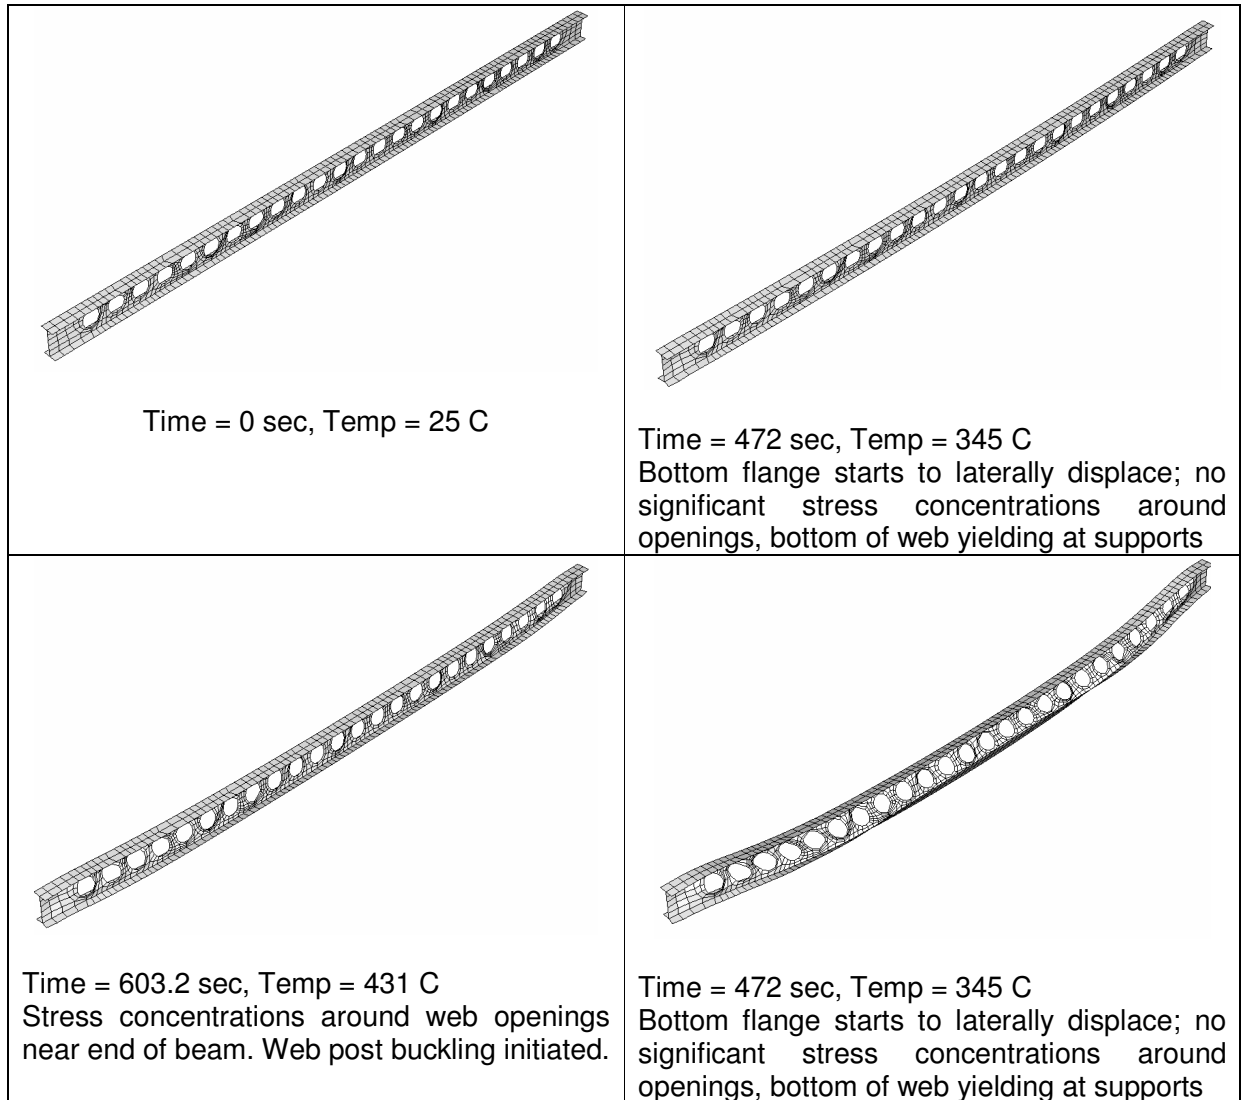 Time = 0 sec, Temp = 25 C
Time = 472 sec, Temp = 345 C
Bottom flange starts to laterally displace; no
significant stress concentrations around
openings, bottom of web yielding at supports
Time = 603.2 sec, Temp = 431 C
Stress concentrations around web openings
near end of beam. Web post buckling initiated.
Time = 472 sec, Temp = 345 C
Bottom flange starts to laterally displace; no
significant stress concentrations around
openings, bottom of web yielding at supports